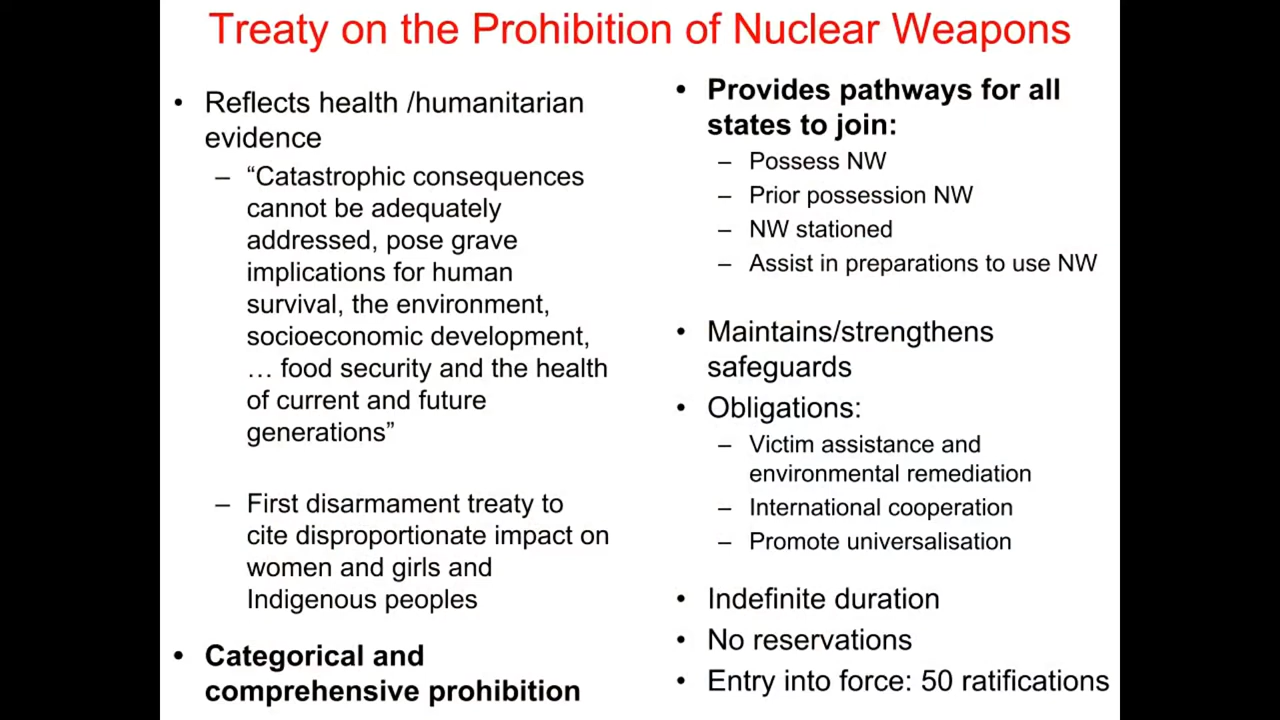 Treaty on the Prohibition of Nuclear Weapons
• Reflects health /humanitarian
evidence
– “Catastrophic consequences
cannot be adequately
addressed, pose grave
implications for human
survival, the environment,
socioeconomic development,
… food security and the health
of current and future
generations”
– First disarmament treaty to
cite disproportionate impact on
women and girls and
Indigenous peoples
• Categorical and
comprehensive prohibition
• Provides pathways for all
states to join:
– Possess NW
– Prior possession NW
– NW stationed
– Assist in preparations to use NW
• Maintains/strengthens
safeguards
• Obligations:
– Victim assistance and
environmental remediation
– International cooperation
– Promote universalisation
• Indefinite duration
• No reservations
• Entry into force: 50 ratifications